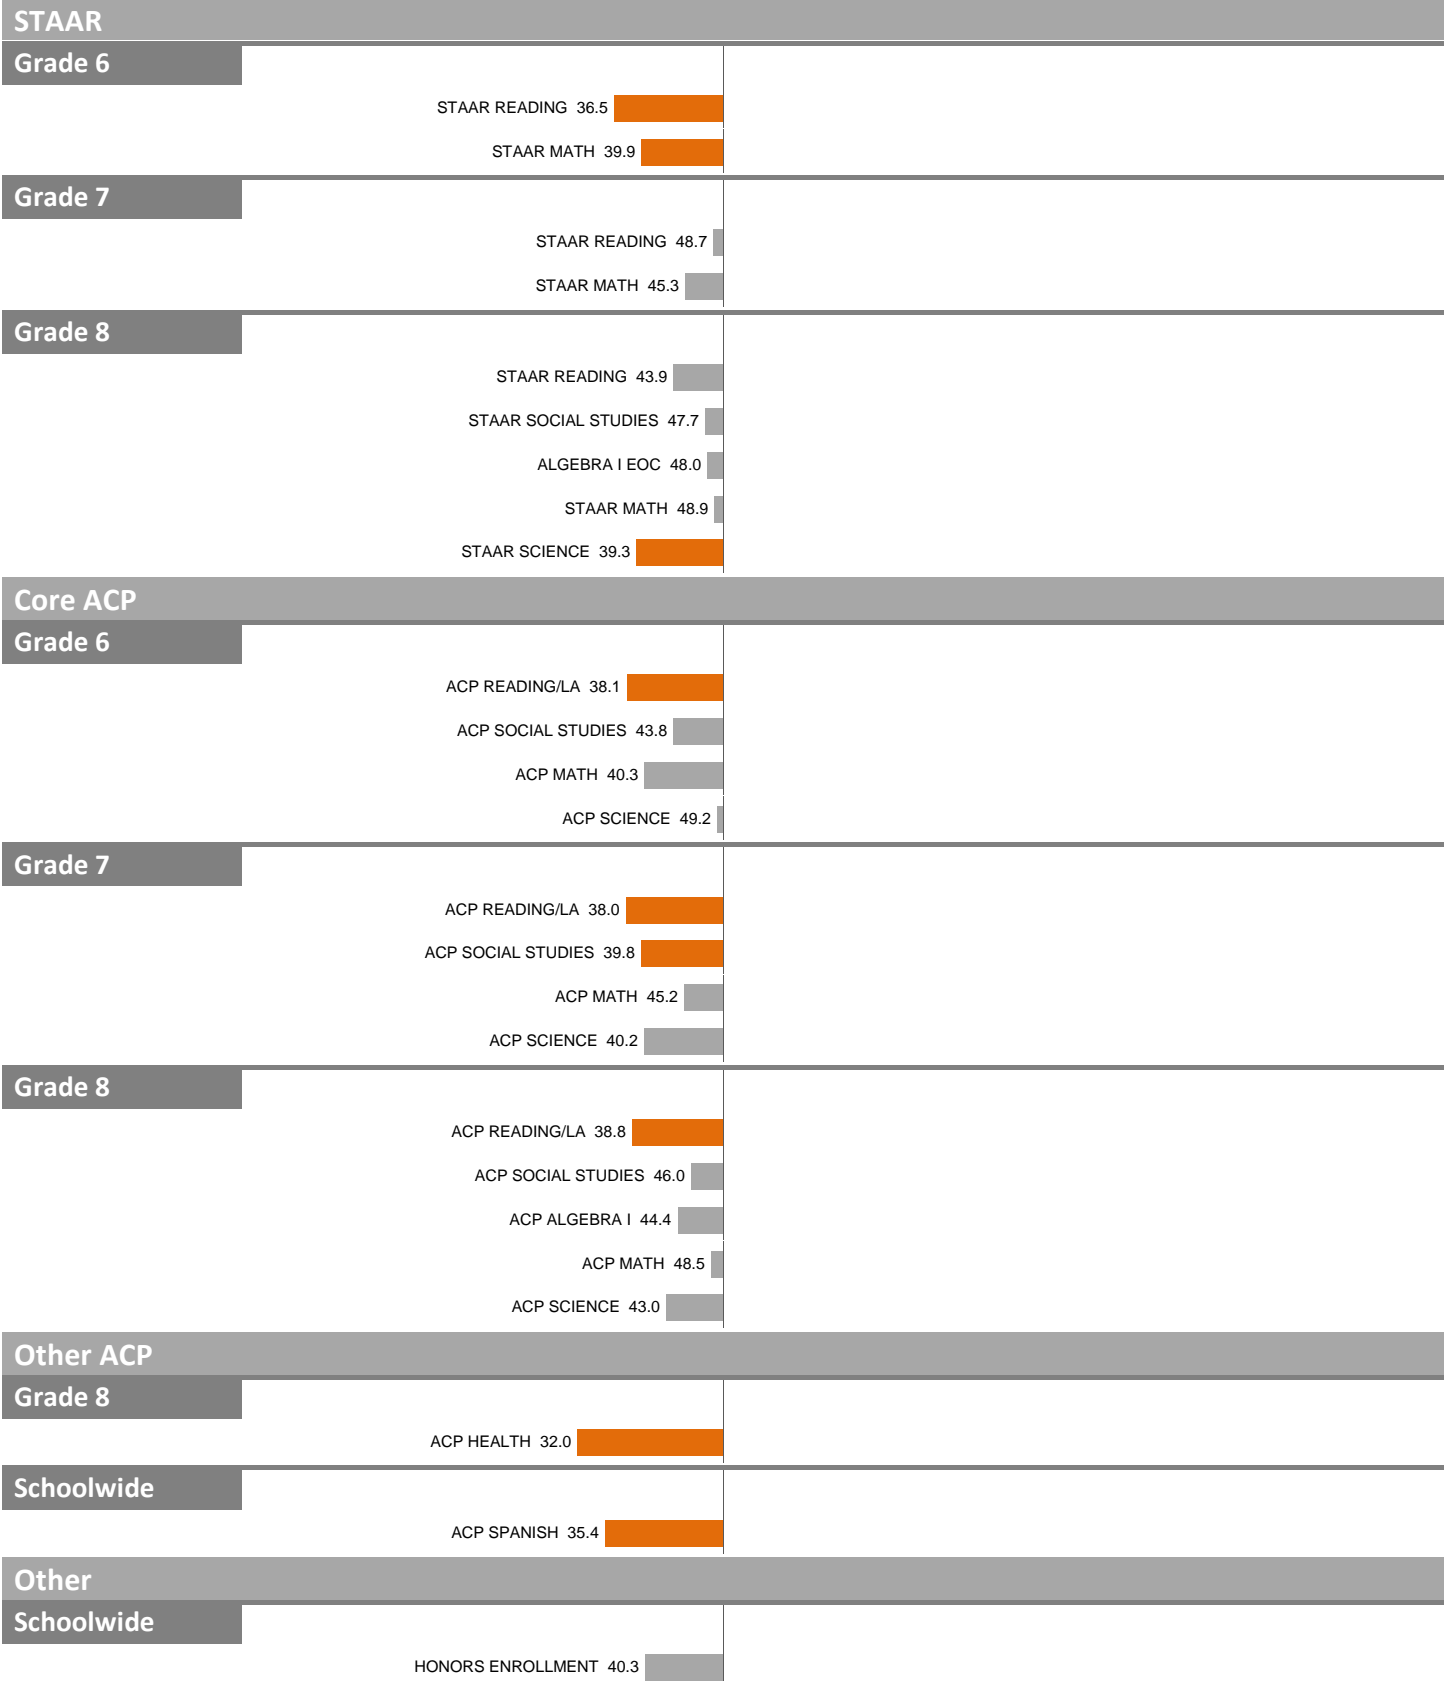 STAAR
Grade 6
STAAR READING 36.5
STAAR MATH 39.9
Grade 7
STAAR READING 48.7
STAAR MATH 45.3
Grade 8
STAAR READING 43.9
STAAR SOCIAL STUDIES 47.7
ALGEBRA I EOC 48.0
STAAR MATH 48.9
STAAR SCIENCE 39.3
Core ACP
Grade 6
ACP READING/LA 38.1
ACP SOCIAL STUDIES 43.8
ACP MATH 40.3
ACP SCIENCE 49.2
Grade 7
ACP READING/LA 38.0
ACP SOCIAL STUDIES 39.8
ACP MATH 45.2
ACP SCIENCE 40.2
Grade 8
ACP READING/LA 38.8
ACP SOCIAL STUDIES 46.0
ACP ALGEBRA I 44.4
ACP MATH 48.5
ACP SCIENCE 43.0
Other ACP
Grade 8
ACP HEALTH 32.0
Schoolwide
ACP SPANISH 35.4
Other
Schoolwide
HONORS ENROLLMENT 40.3